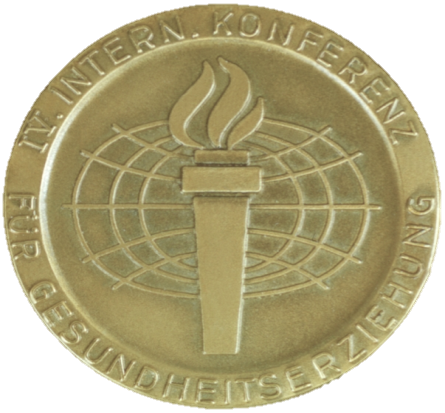 IV. INTERN. KONFERENZ
FÜR GESUNDHEITSERZIEHUNG